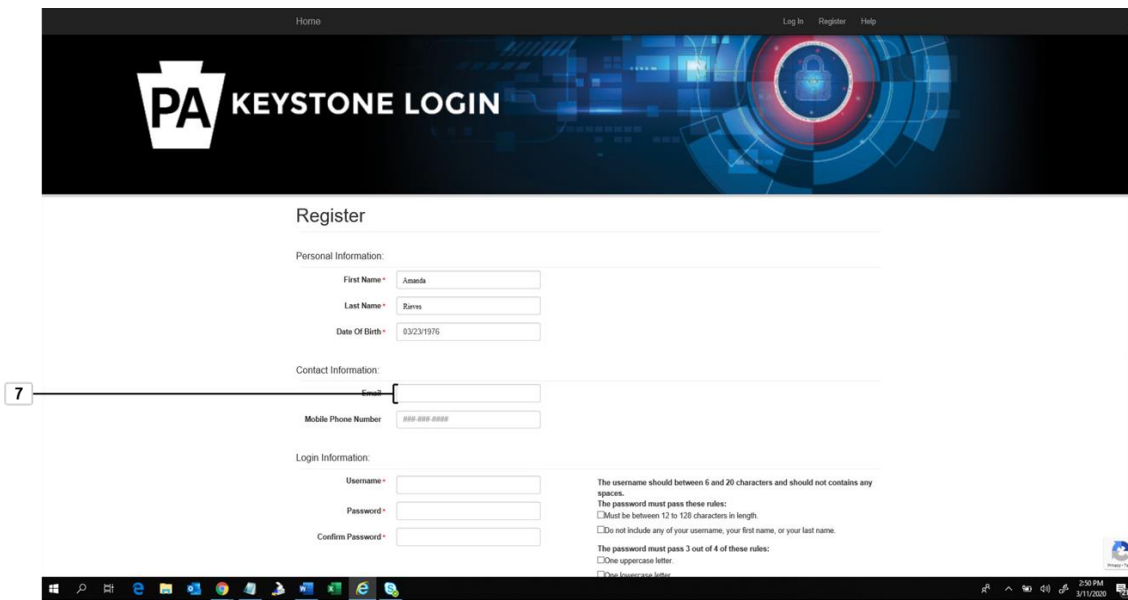 Home Log In Register Help
PA KEYSTONE LOGIN
Register
Personal Information:
First Name* Amanda
Last Name* Rieves
Date Of Birth* 03/23/1976
Contact Information:
7
Email
Mobile Phone Number ###-###-####
Login Information:
Username*
Password*
Confirm Password*
The username should between 6 and 20 characters and should not contains any
spaces.
The password must pass these rules:
Must be between 12 to 128 characters in length.
Do not include any of your username, your first name, or your last name.
The password must pass 3 out of 4 of these rules:
One uppercase letter.
One lowercase letter.
2:50 PM
3/11/2020